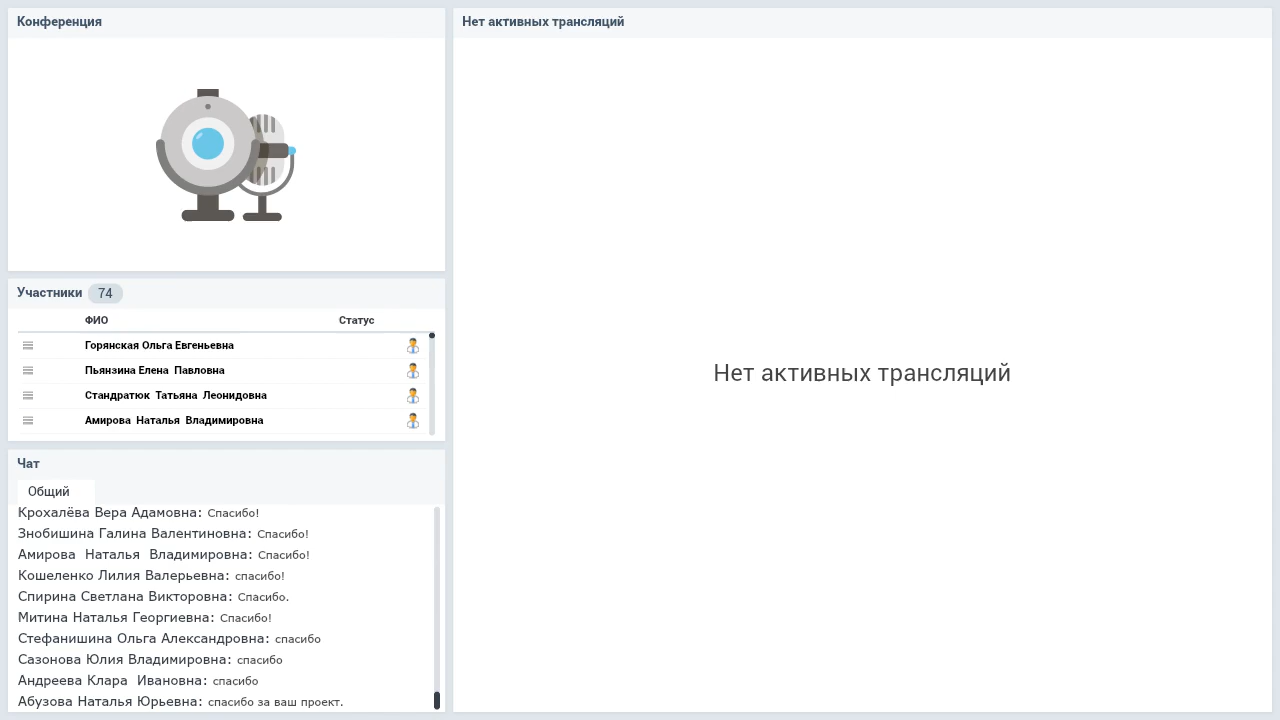 Конференция
Участники 74
ФИО Статус
Горянская Ольга Евгеньевна
Пьянзина Елена Павловна
Стандратюк Татьяна Леонидовна
Амирова Наталья Владимировна
Чат
Общий
Крохалёва Вера Адамовна: Спасибо!
Знобишина Галина Валентиновна: Спасибо!
Амирова Наталья Владимировна: Спасибо!
Кошеленко Лилия Валерьевна: спасибо!
Спирина Светлана Викторовна: Спасибо.
Митина Наталья Георгиевна: Спасибо!
Стефанишина Ольга Александровна: спасибо
Сазонова Юлия Владимировна: спасибо
Андреева Клара Ивановна: спасибо
Абузова Наталья Юрьевна: спасибо за ваш проект.
Нет активных трансляций
Нет активных трансляций